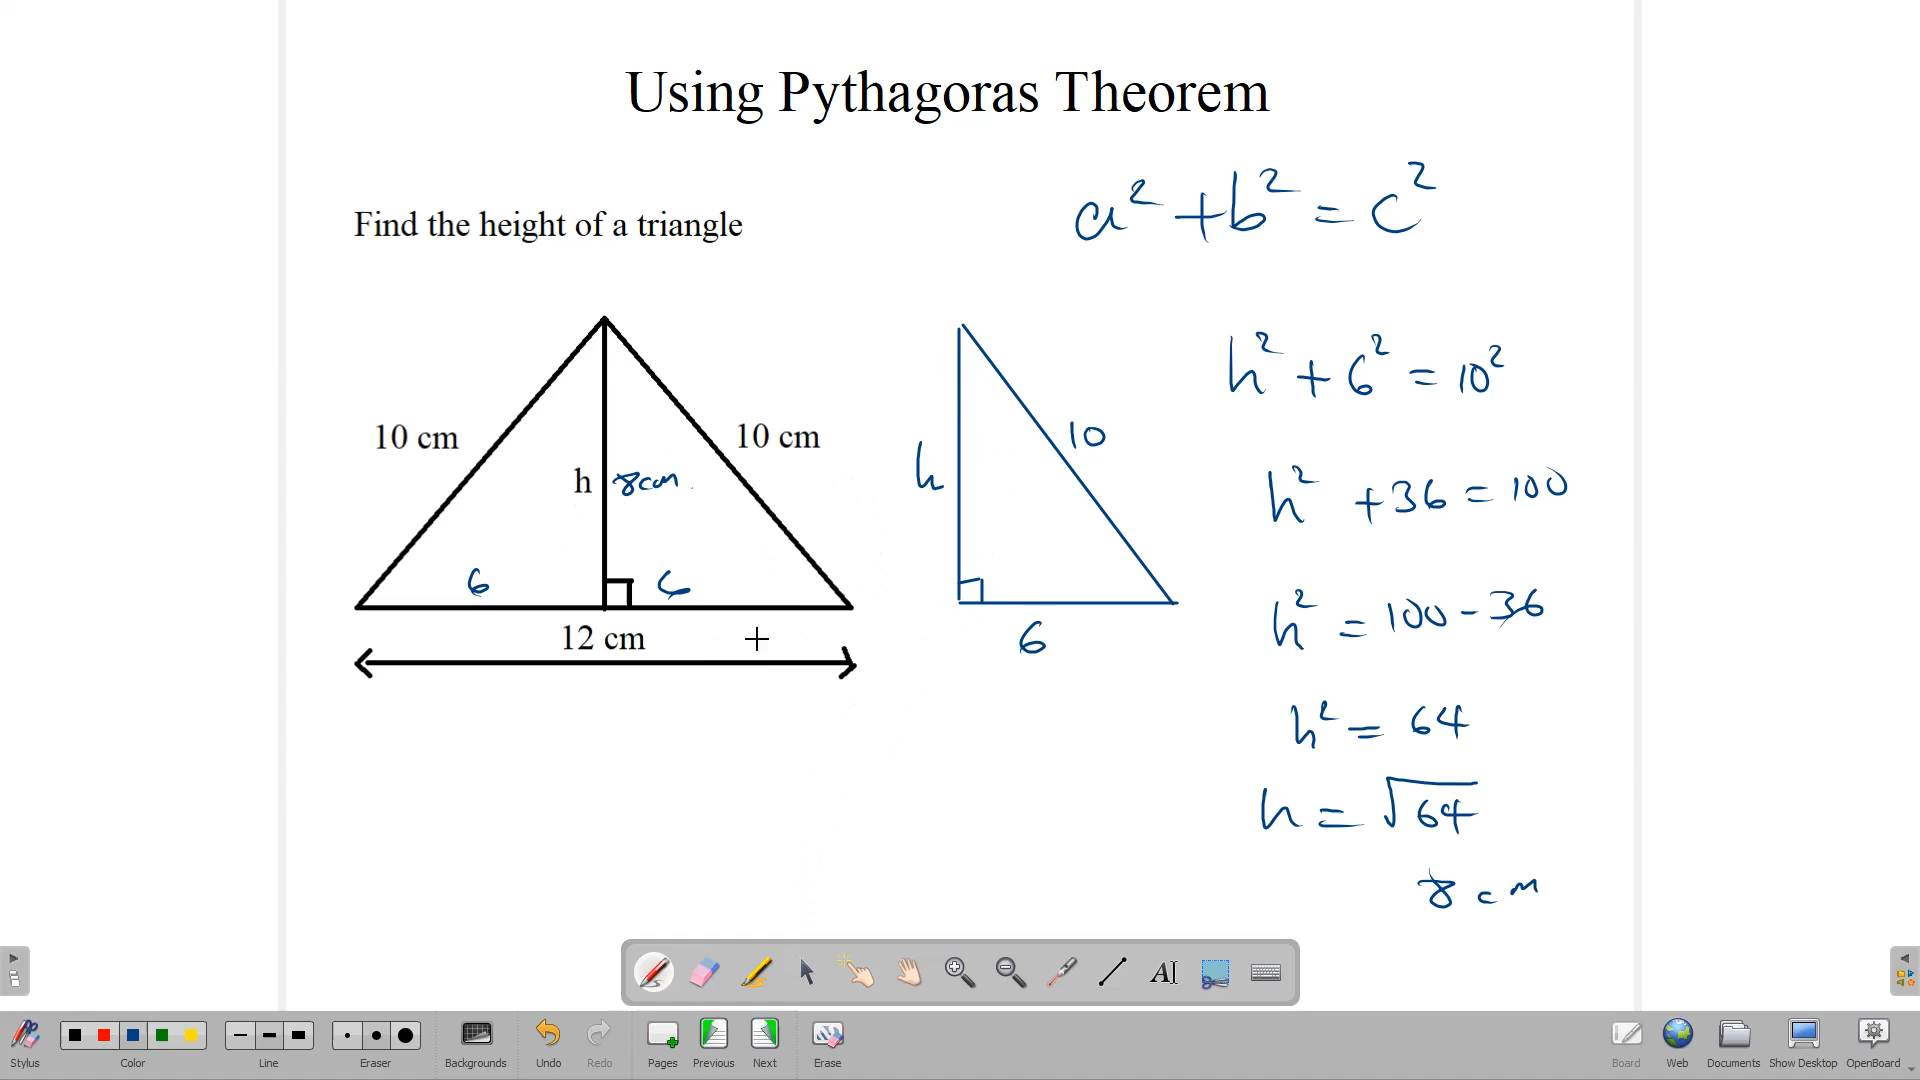 Using Pythagoras Theorem
a² + b² = c²
Find the height of a triangle
10 cm
10 cm
h 8cm
6
6
12 cm
h
10
6
h² + 6² = 10²
h² + 36 = 100
h² = 100 - 36
h² = 64
h = √64
8 cm
AI
Stylus
Color
Line
Eraser
Backgrounds
Undo
Redo
Pages
Previous
Next
Erase
Board
Web
Documents
Show Desktop
OpenBoard